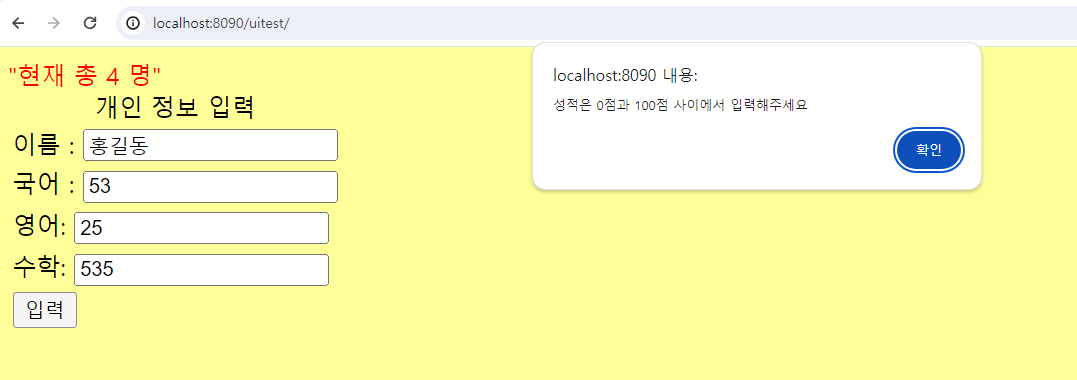 localhost:8090/uitest/
"현재 총 4 명"
개인 정보 입력
이름 : 홍길동
국어 : 53
영어: 25
수학: 535
입력
localhost:8090 내용:
성적은 0점과 100점 사이에서 입력해주세요
확인